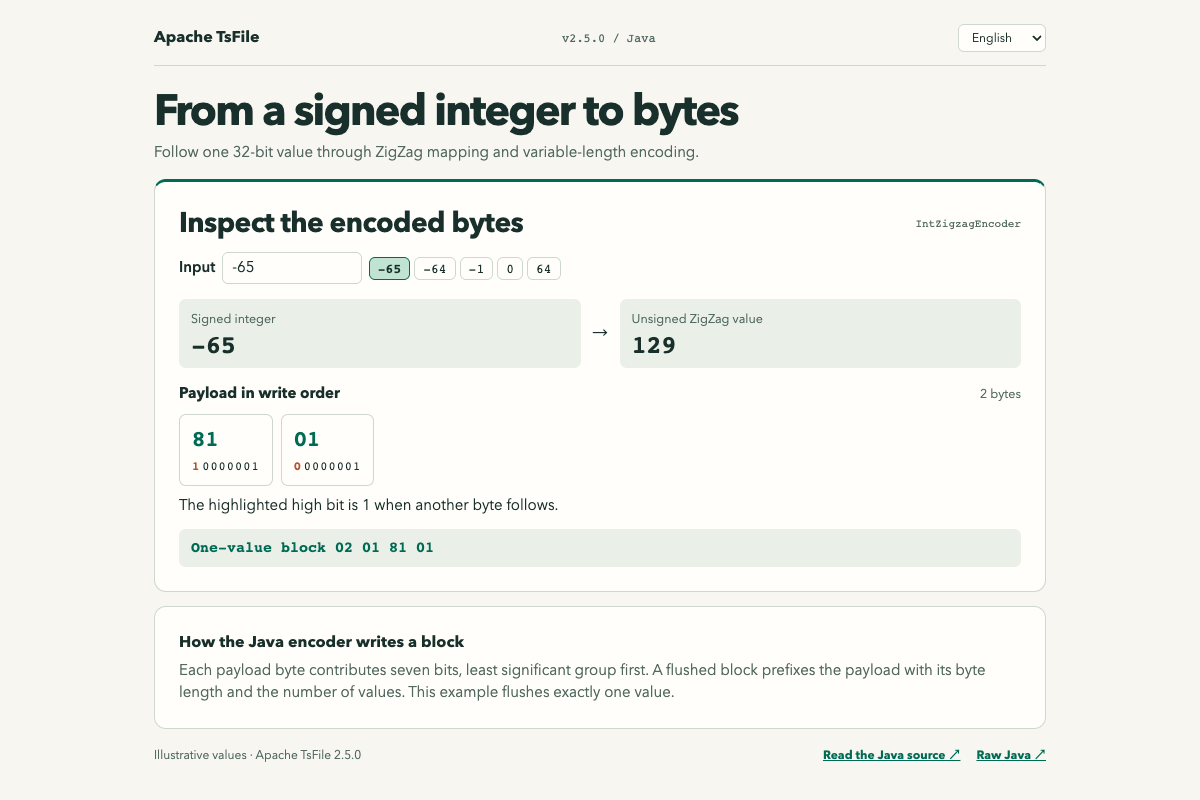 Apache TsFile
v2.5.0 / Java
English
From a signed integer to bytes
Follow one 32-bit value through ZigZag mapping and variable-length encoding.
Inspect the encoded bytes
IntZigzagEncoder
Input
-65
−65
−64
−1
0
64
Signed integer
−65
→
Unsigned ZigZag value
129
Payload in write order
2 bytes
81
10000001
01
00000001
The highlighted high bit is 1 when another byte follows.
One-value block 02 01 81 01
How the Java encoder writes a block
Each payload byte contributes seven bits, least significant group first. A flushed block prefixes the payload with its byte
length and the number of values. This example flushes exactly one value.
Illustrative values · Apache TsFile 2.5.0
Read the Java source ↗
Raw Java ↗